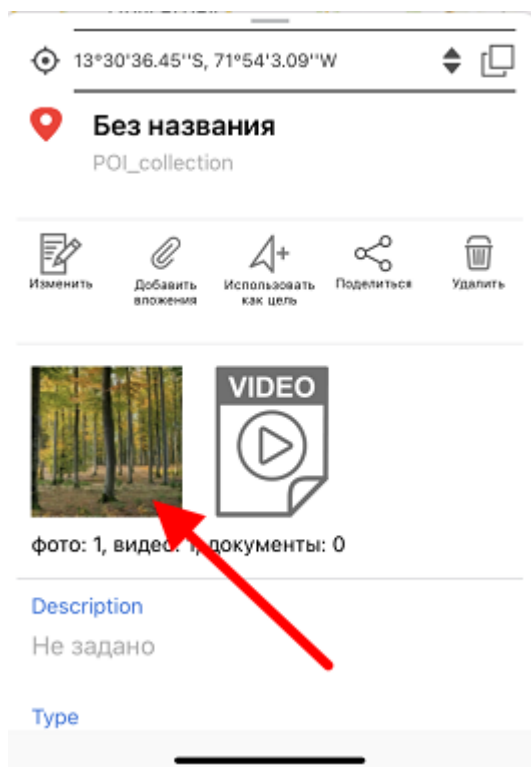 13°30'36.45''S, 71°54'3.09''W
Без названия
POI_collection
Изменить
Добавить
вложения
Использовать
как цель
Поделиться
Удалить
VIDEO
фото: 1, видео: 1, документы: 0
Description
Не задано
Type